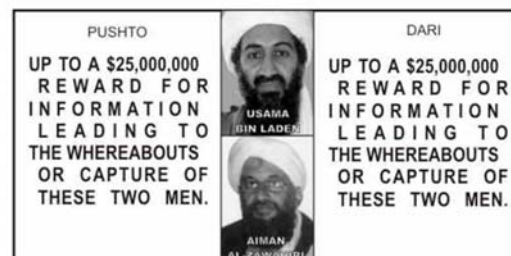 PUSHTO
UP TO A $25,000,000
REWARD FOR
INFORMATION
LEADING TO
THE WHEREABOUTS
OR CAPTURE OF
THESE TWO MEN.
USAMA
BIN LADEN
AIMAN
AL-ZAWAHIRI
DARI
UP TO A $25,000,000
REWARD FOR
INFORMATION
LEADING TO
THE WHEREABOUTS
OR CAPTURE OF
THESE TWO MEN.